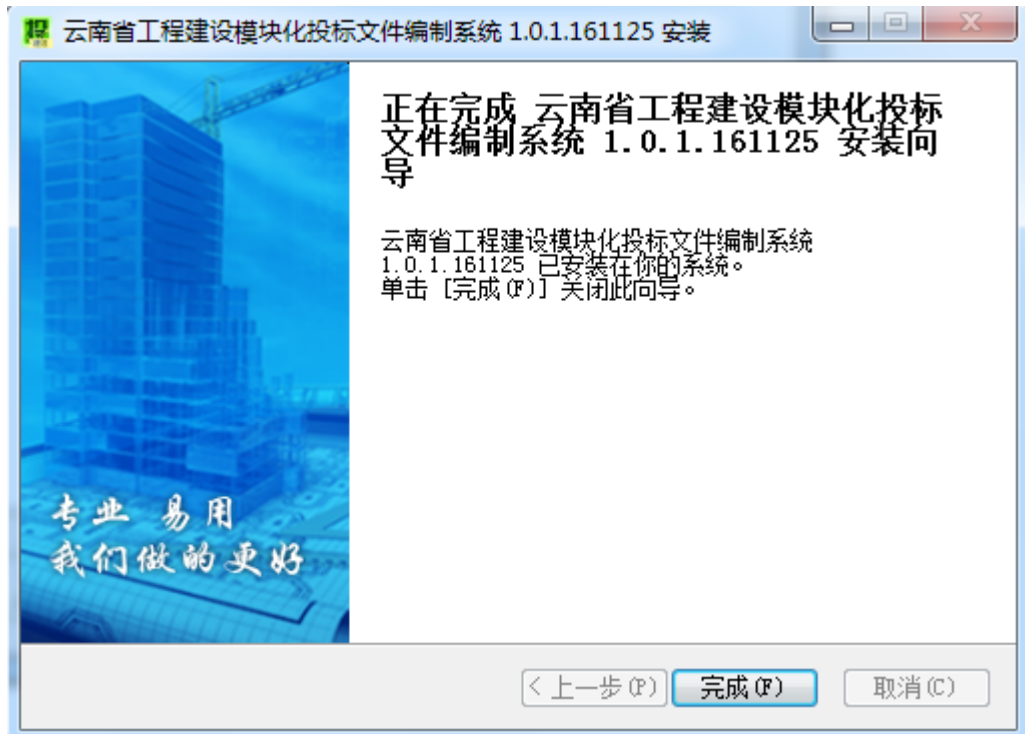 云南省工程建设模块化投标文件编制系统 1.0.1.161125 安装
正在完成 云南省工程建设模块化投标
文件编制系统 1.0.1.161125 安装向
导
云南省工程建设模块化投标文件编制系统
1.0.1.161125 已安装在你的系统。
单击 [完成(F)] 关闭此向导。
专业 易用
我们做的更好
< 上一步(P)
完成(F)
取消(C)